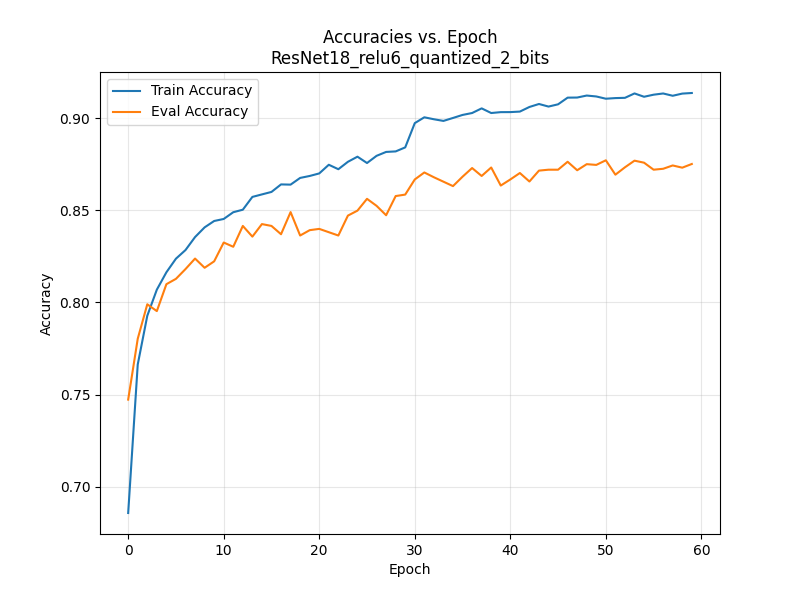 Accuracies vs. Epoch
ResNet18_relu6_quantized_2_bits
Train Accuracy
Eval Accuracy
0.90
0.85
0.80
0.75
0.70
Accuracy
0 10 20 30 40 50 60
Epoch